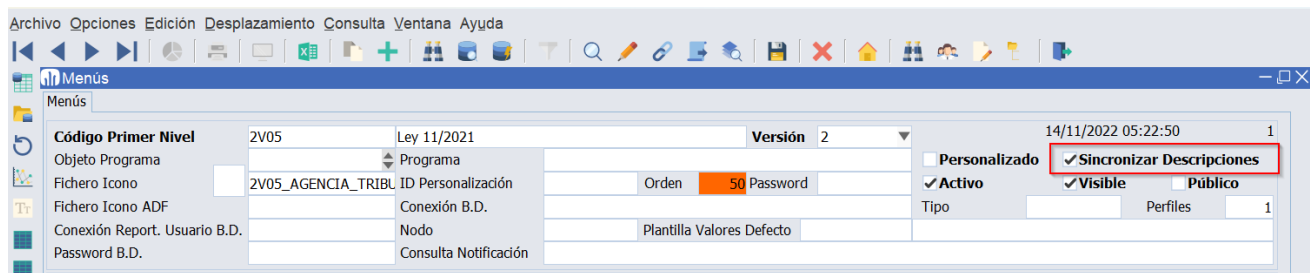 Archivo Opciones Edición Desplazamiento Consulta Ventana Ayuda
Menús
Menús
14/11/2022 05:22:50 1
Código Primer Nivel 2V05 Ley 11/2021 Versión 2
Objeto Programa Programa Personalizado Sincronizar Descripciones
Fichero Icono 2V05_AGENCIA_TRIBU ID Personalización Orden 50 Password Activo Visible Público
Fichero Icono ADF Conexión B.D. Tipo Perfiles 1
Conexión Report. Usuario B.D. Nodo Plantilla Valores Defecto
Password B.D. Consulta Notificación